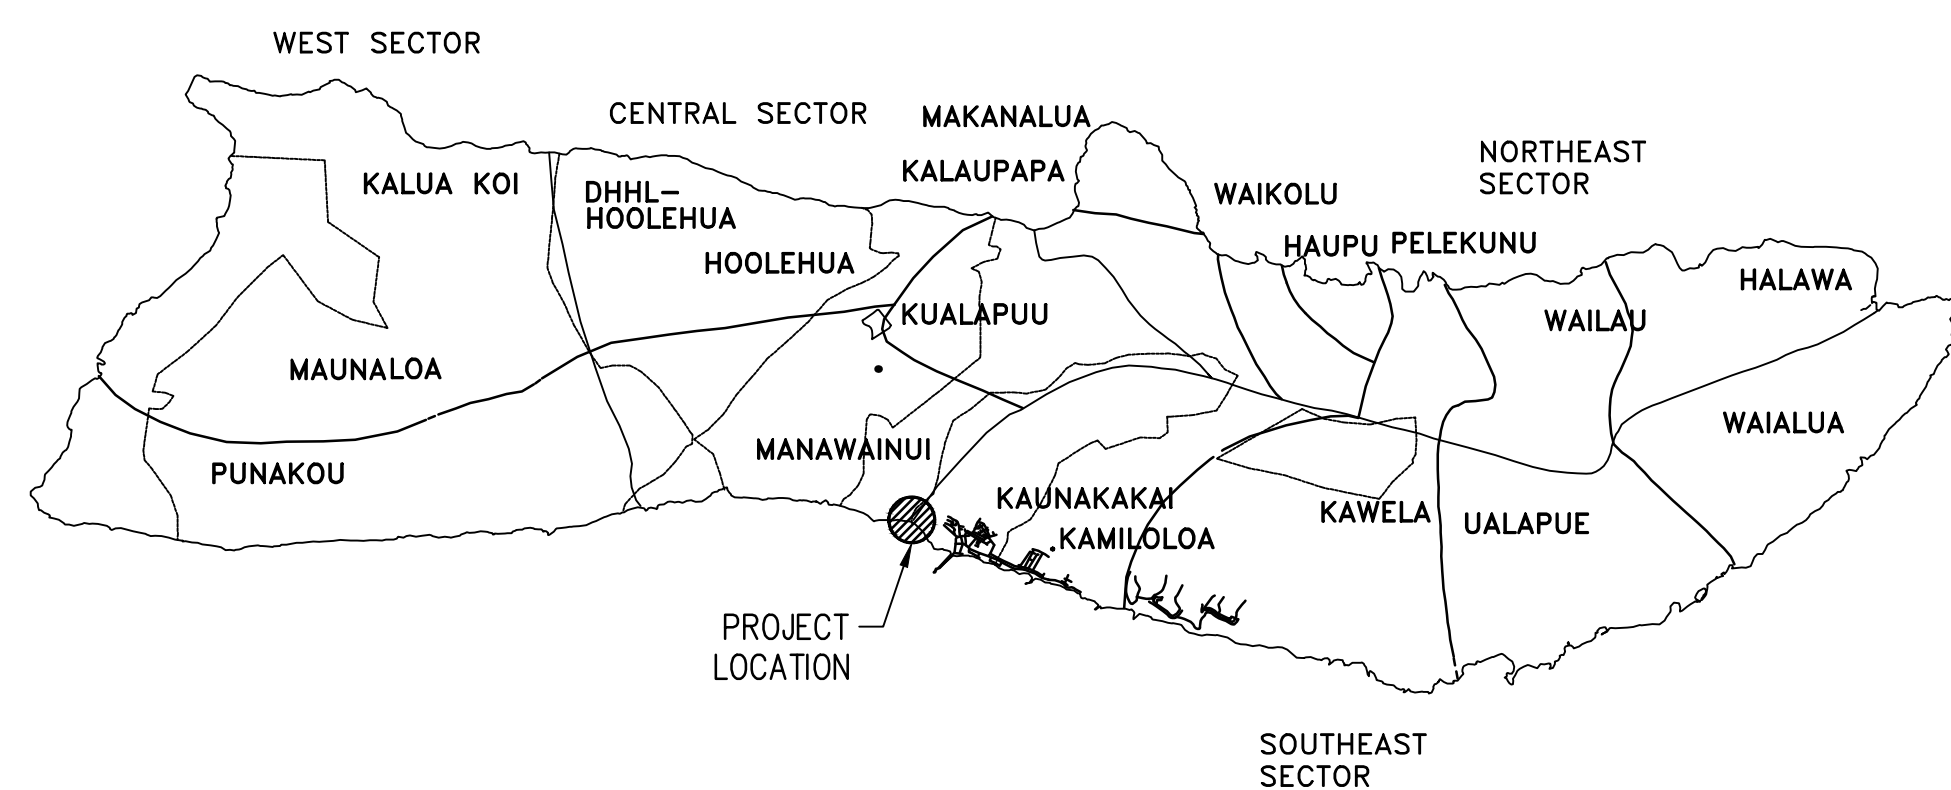 WEST SECTOR
CENTRAL SECTOR
MAKANALUA
KALAUPAPA
NORTHEAST
SECTOR
KALUA KOI
DHHL-
HOOLEHUA
WAIKOLU
HOOLEHUA
HAUPU
PELEKUNU
HALAWA
KUALAPUU
WAILAU
MAUNALOA
WAIALUA
MANAWAINUI
PUNAKOU
KAUNAKAKAI
KAWELA
UALAPUE
KAMILOLOA
PROJECT
LOCATION
SOUTHEAST
SECTOR